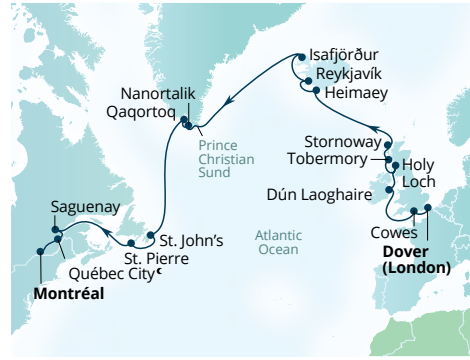 Isafjörður
Reykjavík
Heimaey
Nanortalik
Qaqortoq
Prince
Christian
Sund
Stornoway
Tobermory
Holy
Loch
Dún Laoghaire
Saguenay
St. John's
St. Pierre
Atlantic
Ocean
Cowes
Dover
(London)
Québec City☾
Montréal